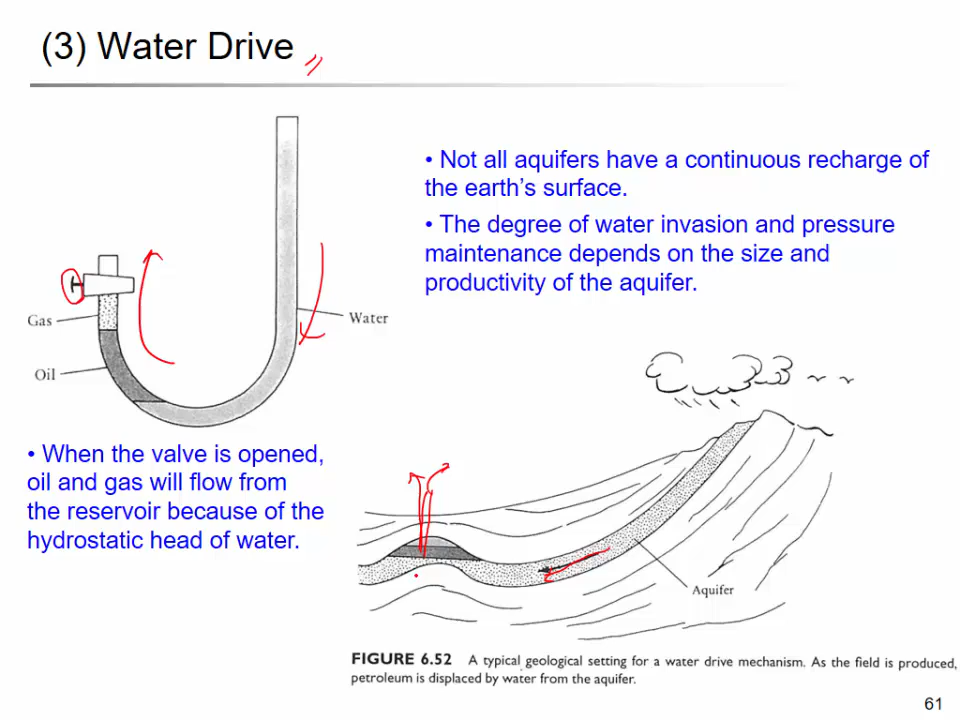 (3) Water Drive
• Not all aquifers have a continuous recharge of
the earth's surface.
• The degree of water invasion and pressure
maintenance depends on the size and
productivity of the aquifer.
Gas
Water
Oil
• When the valve is opened,
oil and gas will flow from
the reservoir because of the
hydrostatic head of water.
Aquifer
FIGURE 6.52 A typical geological setting for a water drive mechanism. As the field is produced,
petroleum is displaced by water from the aquifer.
61